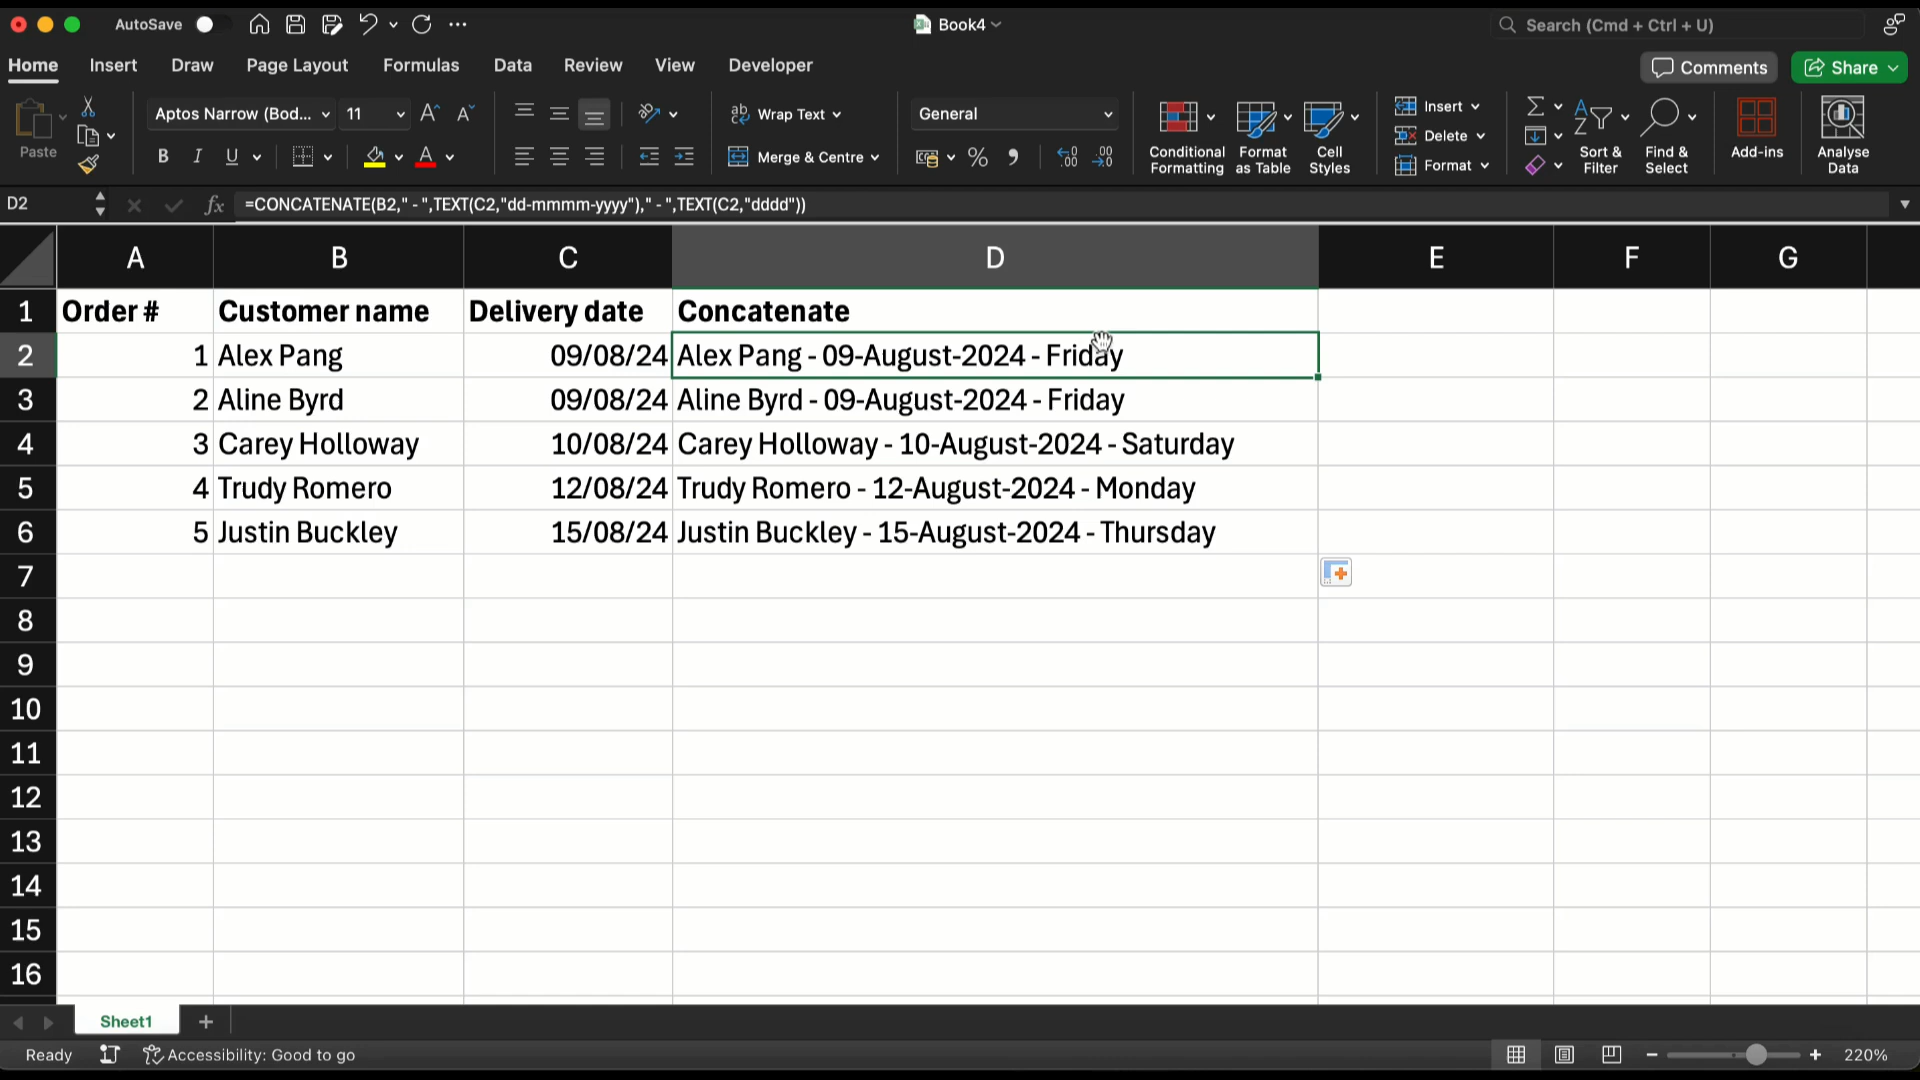 AutoSave
Book4
Search (Cmd + Ctrl + U)
Home Insert Draw Page Layout Formulas Data Review View Developer
Comments
Share
Paste
Aptos Narrow (Bod... 11
B I U
Wrap Text
Merge & Centre
General
Conditional Formatting
Format as Table
Cell Styles
Insert
Delete
Format
Sort & Filter
Find & Select
Add-ins
Analyse Data
D2 fx =CONCATENATE(B2," - ",TEXT(C2,"dd-mmmm-yyyy")," - ",TEXT(C2,"dddd"))
A B C D E F G
1 Order # Customer name Delivery date Concatenate
2 1 Alex Pang 09/08/24 Alex Pang - 09-August-2024 - Friday
3 2 Aline Byrd 09/08/24 Aline Byrd - 09-August-2024 - Friday
4 3 Carey Holloway 10/08/24 Carey Holloway - 10-August-2024 - Saturday
5 4 Trudy Romero 12/08/24 Trudy Romero - 12-August-2024 - Monday
6 5 Justin Buckley 15/08/24 Justin Buckley - 15-August-2024 - Thursday
7
8
9
10
11
12
13
14
15
16
Sheet1
Ready Accessibility: Good to go 220%